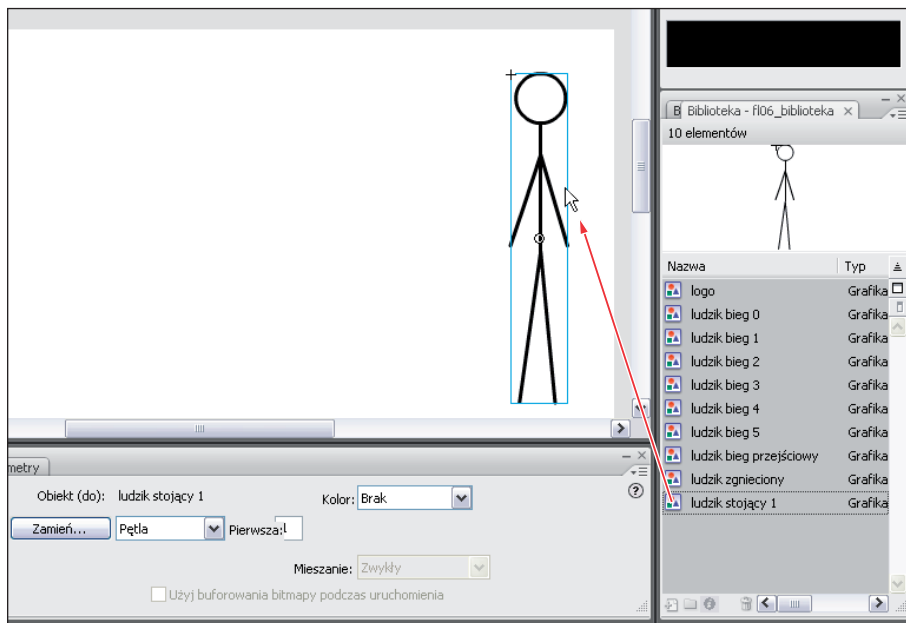 B Biblioteka - fl06_biblioteka
10 elementów
Nazwa Typ
logo Grafika
ludzik bieg 0 Grafika
ludzik bieg 1 Grafika
ludzik bieg 2 Grafika
ludzik bieg 3 Grafika
ludzik bieg 4 Grafika
ludzik bieg 5 Grafika
ludzik bieg przejściowy Grafika
ludzik zgnieciony Grafika
ludzik stojący 1 Grafika
metry
Obiekt (do): ludzik stojący 1 Kolor: Brak
Zamień... Pętla Pierwsza: 1
Mieszanie: Zwykły
Użyj buforowania bitmapy podczas uruchomienia